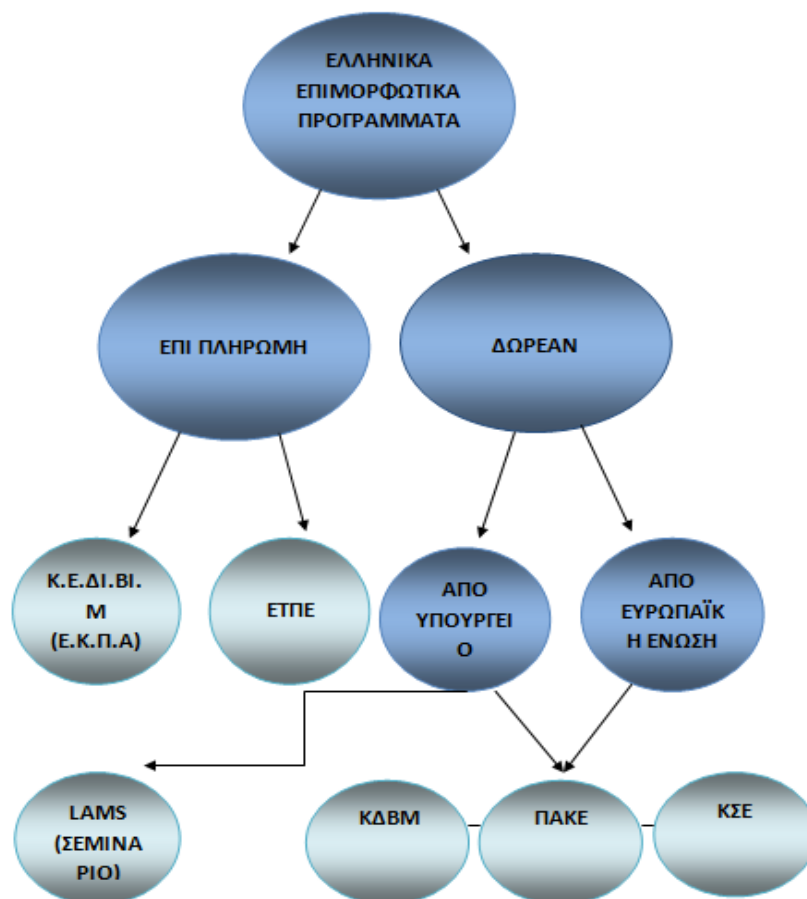 ΕΛΛΗΝΙΚΑ
ΕΠΙΜΟΡΦΩΤΙΚΑ
ΠΡΟΓΡΑΜΜΑΤΑ
ΕΠΙ ΠΛΗΡΩΜΗ
ΔΩΡΕΑΝ
Κ.Ε.ΔΙ.ΒΙ.
Μ
(Ε.Κ.Π.Α)
ΕΤΠΕ
ΑΠΟ
ΥΠΟΥΡΓΕΙ
Ο
ΑΠΟ
ΕΥΡΩΠΑΪΚ
Η ΕΝΩΣΗ
LAMS
(ΣΕΜΙΝΑ
ΡΙΟ)
ΚΔΒΜ
ΠΑΚΕ
ΚΣΕ